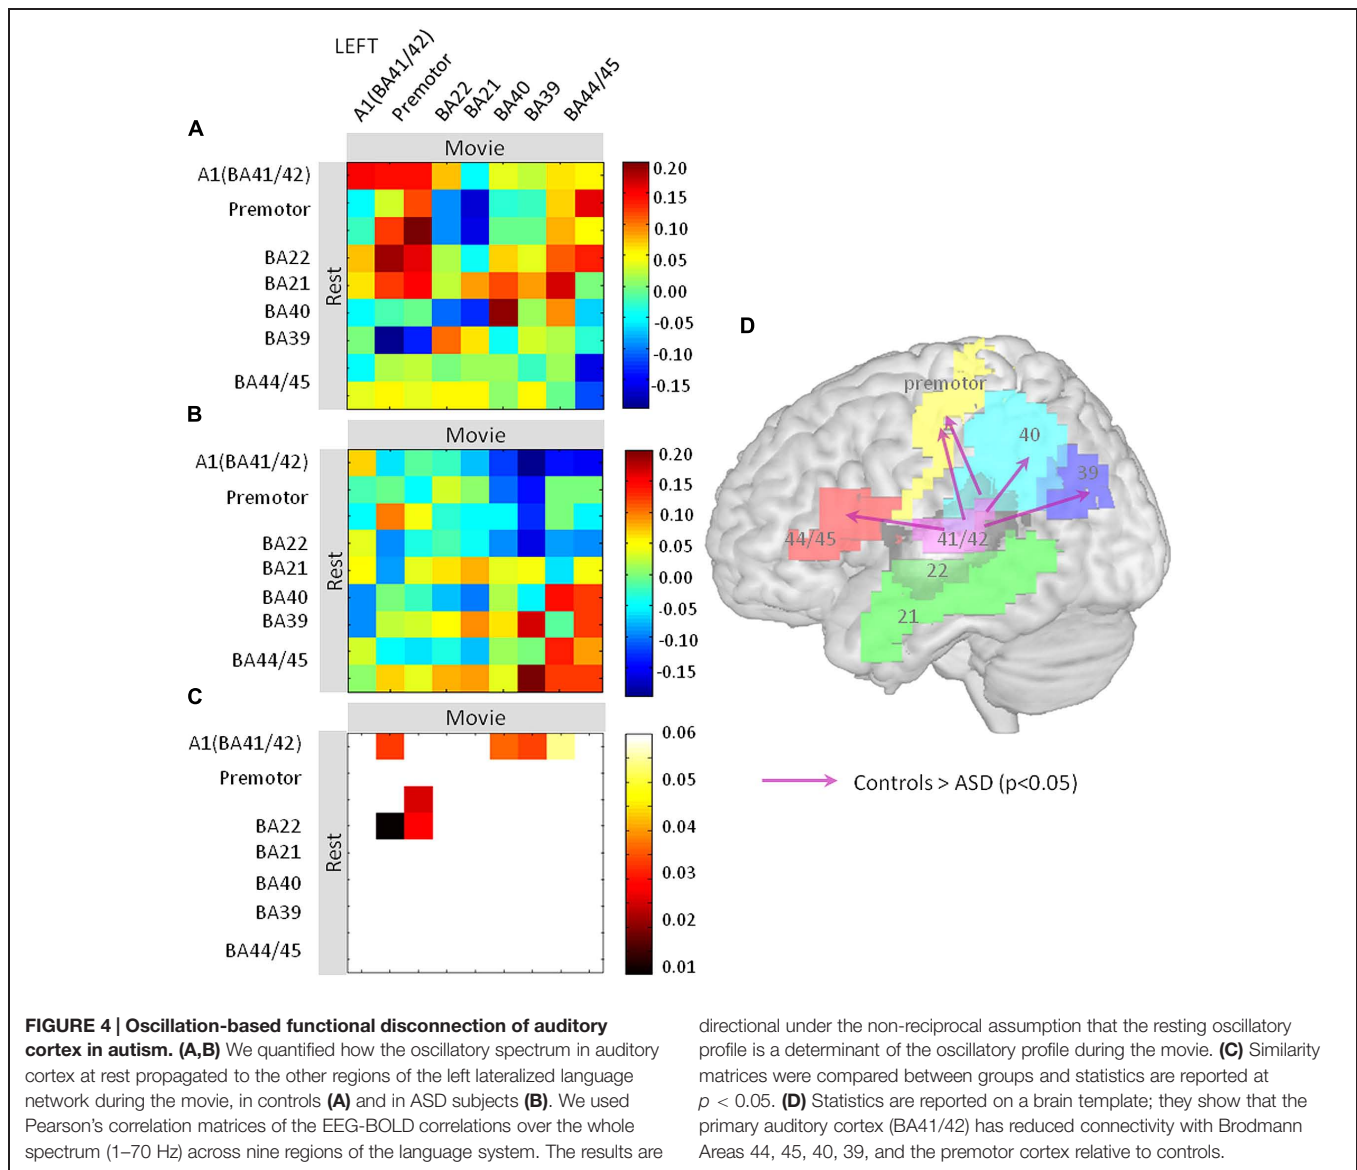 LEFT
A1(BA41/42)
Premotor
BA22
BA21
BA40
BA39
BA44/45
A
Movie
Rest
A1(BA41/42)
Premotor
BA22
BA21
BA40
BA39
BA44/45
0.20
0.15
0.10
0.05
0.00
-0.05
-0.10
-0.15
B
Movie
Rest
A1(BA41/42)
Premotor
BA22
BA21
BA40
BA39
BA44/45
0.20
0.15
0.10
0.05
0.00
-0.05
-0.10
-0.15
C
Movie
Rest
A1(BA41/42)
Premotor
BA22
BA21
BA40
BA39
BA44/45
0.06
0.05
0.04
0.03
0.02
0.01
D
premotor
40
39
44/45
41/42
22
21
Controls > ASD (p<0.05)
FIGURE 4 | Oscillation-based functional disconnection of auditory
cortex in autism. (A,B) We quantified how the oscillatory spectrum in auditory
cortex at rest propagated to the other regions of the left lateralized language
network during the movie, in controls (A) and in ASD subjects (B). We used
Pearson's correlation matrices of the EEG-BOLD correlations over the whole
spectrum (1–70 Hz) across nine regions of the language system. The results are
directional under the non-reciprocal assumption that the resting oscillatory
profile is a determinant of the oscillatory profile during the movie. (C) Similarity
matrices were compared between groups and statistics are reported at
p < 0.05. (D) Statistics are reported on a brain template; they show that the
primary auditory cortex (BA41/42) has reduced connectivity with Brodmann
Areas 44, 45, 40, 39, and the premotor cortex relative to controls.